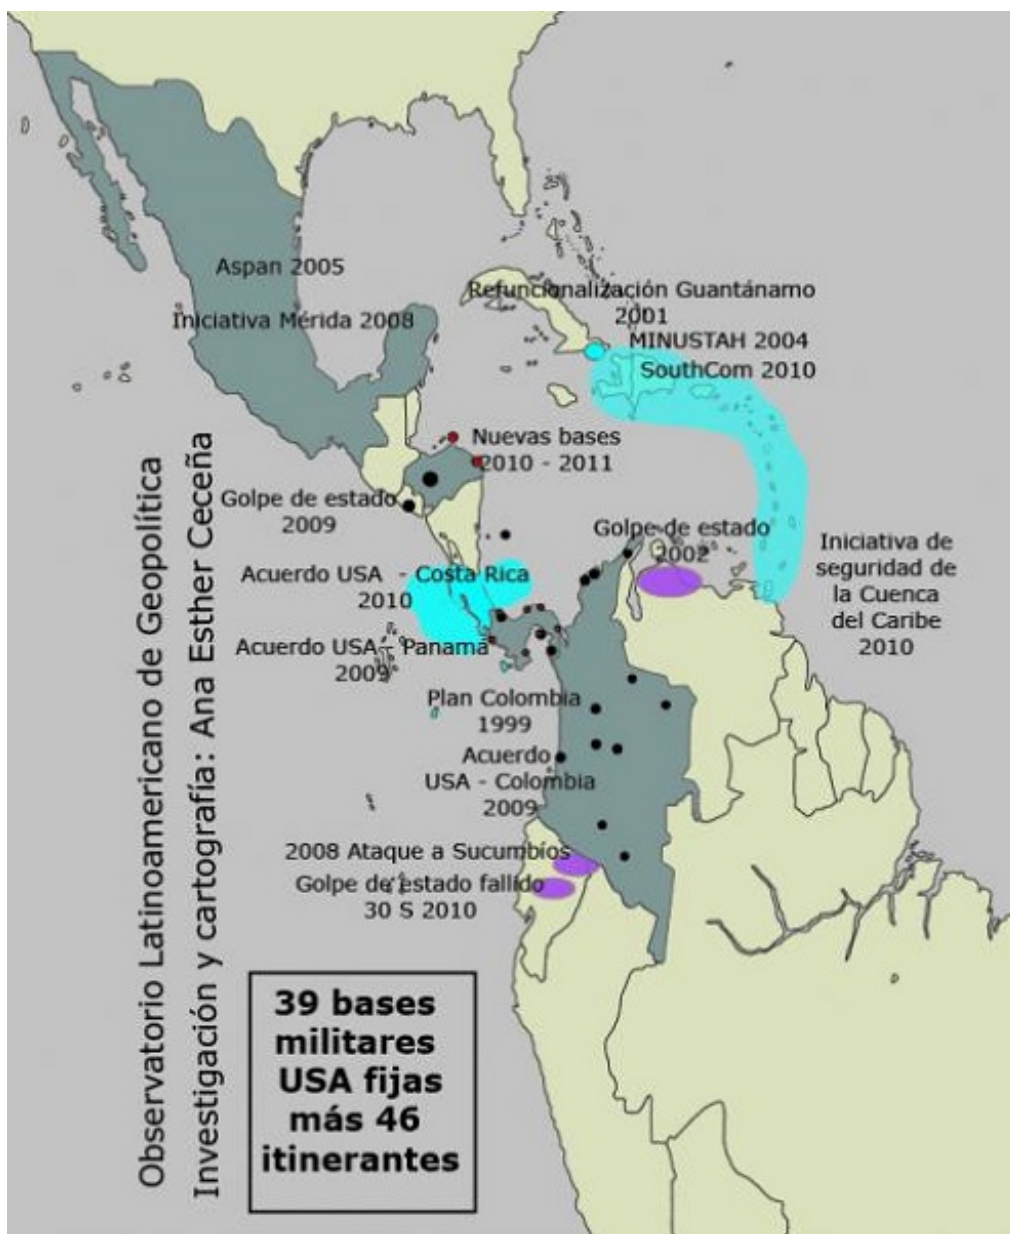 Aspan 2005
Iniciativa Mérida 2008
Refuncionalización Guantánamo
2001
MINUSTAH 2004
SouthCom 2010
Nuevas bases
2010 - 2011
Golpe de estado
2009
Golpe de estado
2002
Iniciativa de
seguridad de
la Cuenca
del Caribe
2010
Acuerdo USA - Costa Rica
2010
Acuerdo USA - Panamá
2009
Plan Colombia
1999
Acuerdo
USA - Colombia
2009
2008 Ataque a Sucumbíos
Golpe de estado fallido
30 S 2010
Observatorio Latinoamericano de Geopolítica
Investigación y cartografía: Ana Esther Ceceña
39 bases
militares
USA fijas
más 46
itinerantes